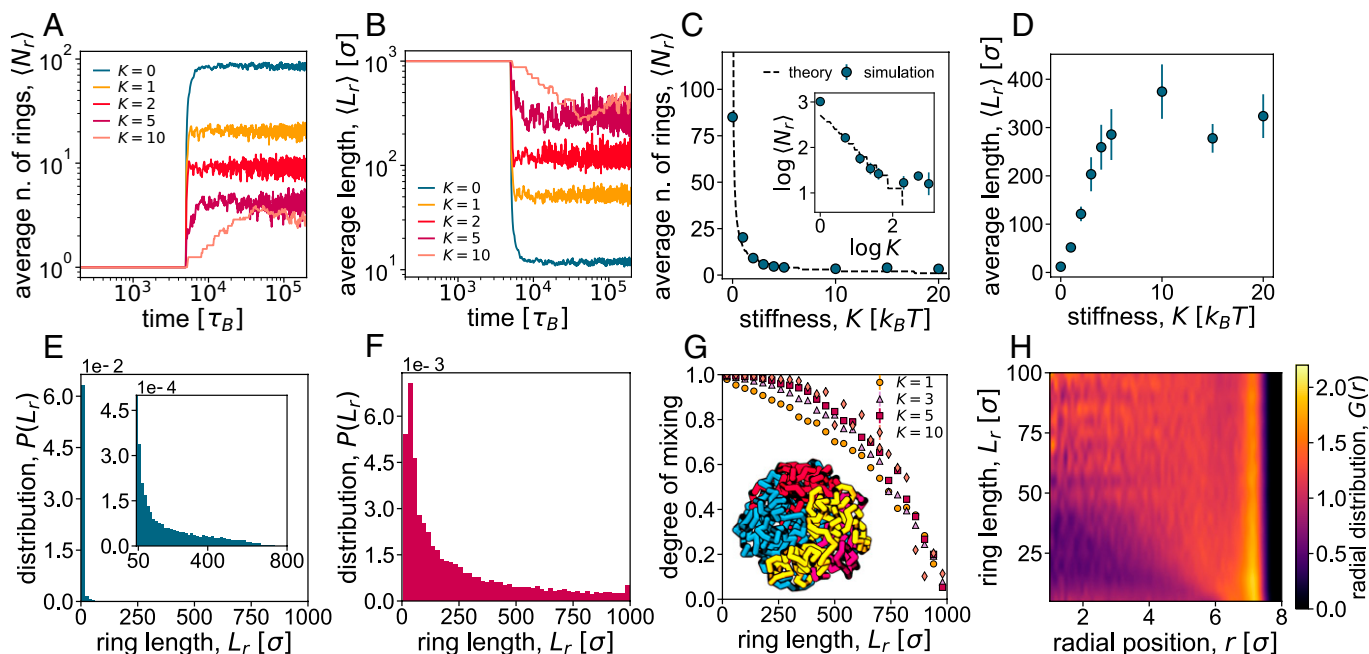 A
average n. of rings, ⟨N_r⟩
10^2
10^1
10^0
K = 0
K = 1
K = 2
K = 5
K = 10
10^3
10^4
10^5
time [τ_B]
B
average length, ⟨L_r⟩ [σ]
10^3
10^2
10^1
K = 0
K = 1
K = 2
K = 5
K = 10
10^3
10^4
10^5
time [τ_B]
C
average n. of rings, ⟨N_r⟩
100
75
50
25
0
theory
simulation
log ⟨N_r⟩
3
2
1
0
1
log K
0
5
10
15
20
stiffness, K [k_BT]
D
average length, ⟨L_r⟩ [σ]
400
300
200
100
0
0
10
20
stiffness, K [k_BT]
E
1e- 2
distribution, P(L_r)
6.0
4.5
3.0
1.5
0.0
1e- 4
4.8
3.6
2.4
1.2
0.0
50
400
800
0
250
500
750
1000
ring length, L_r [σ]
F
1e- 3
distribution, P(L_r)
6.0
4.5
3.0
1.5
0.0
0
250
500
750
1000
ring length, L_r [σ]
G
degree of mixing
1.0
0.8
0.6
0.4
0.2
0.0
K = 1
K = 3
K = 5
K = 10
0
250
500
750
1000
ring length, L_r [σ]
H
ring length, L_r [σ]
100
75
50
25
2
4
6
8
radial position, r [σ]
2.0
1.5
1.0
0.5
0.0
radial distribution, G(r)